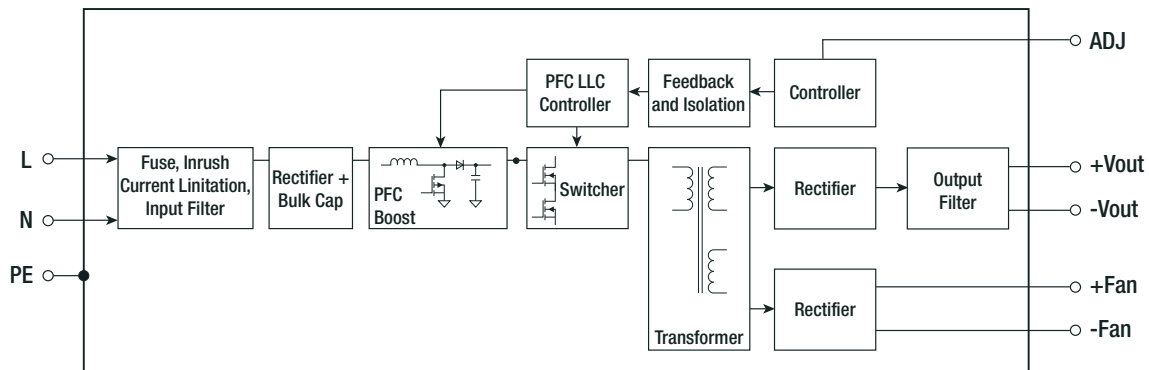 ADJ
PFC LLC
Controller
Feedback
and Isolation
Controller
L
N
PE
Fuse, Inrush
Current Linitation,
Input Filter
Rectifier +
Bulk Cap
PFC
Boost
Switcher
Transformer
Rectifier
Output
Filter
+Vout
-Vout
Rectifier
+Fan
-Fan